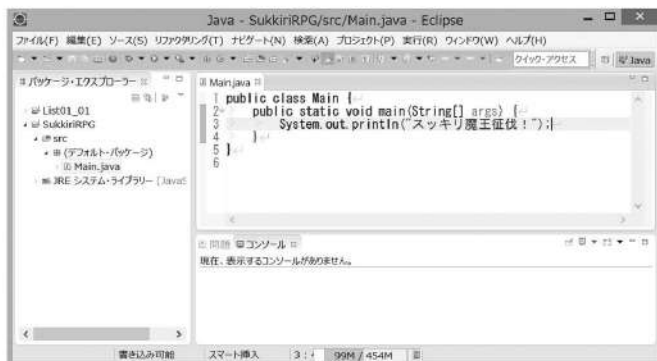 Java - SukkiriRPG/src/Main.java - Eclipse
ファイル(F) 編集(E) ソース(S) リファクタリング(T) ナビゲート(N) 検索(A) プロジェクト(P) 実行(R) ウィンドウ(W) ヘルプ(H)
クイック・アクセス
Java
パッケージ・エクスプローラー
List01_01
SukkiriRPG
src
(デフォルト・パッケージ)
Main.java
JRE システム・ライブラリー [JavaS
Main.java
1 public class Main {
2 public static void main(String[] args) {
3 System.out.println("スッキリ魔王征伐！");
4 }
5 }
6
問題 コンソール
現在、表示するコンソールがありません。
書き込み可能 スマート挿入 3 : 99M / 454M